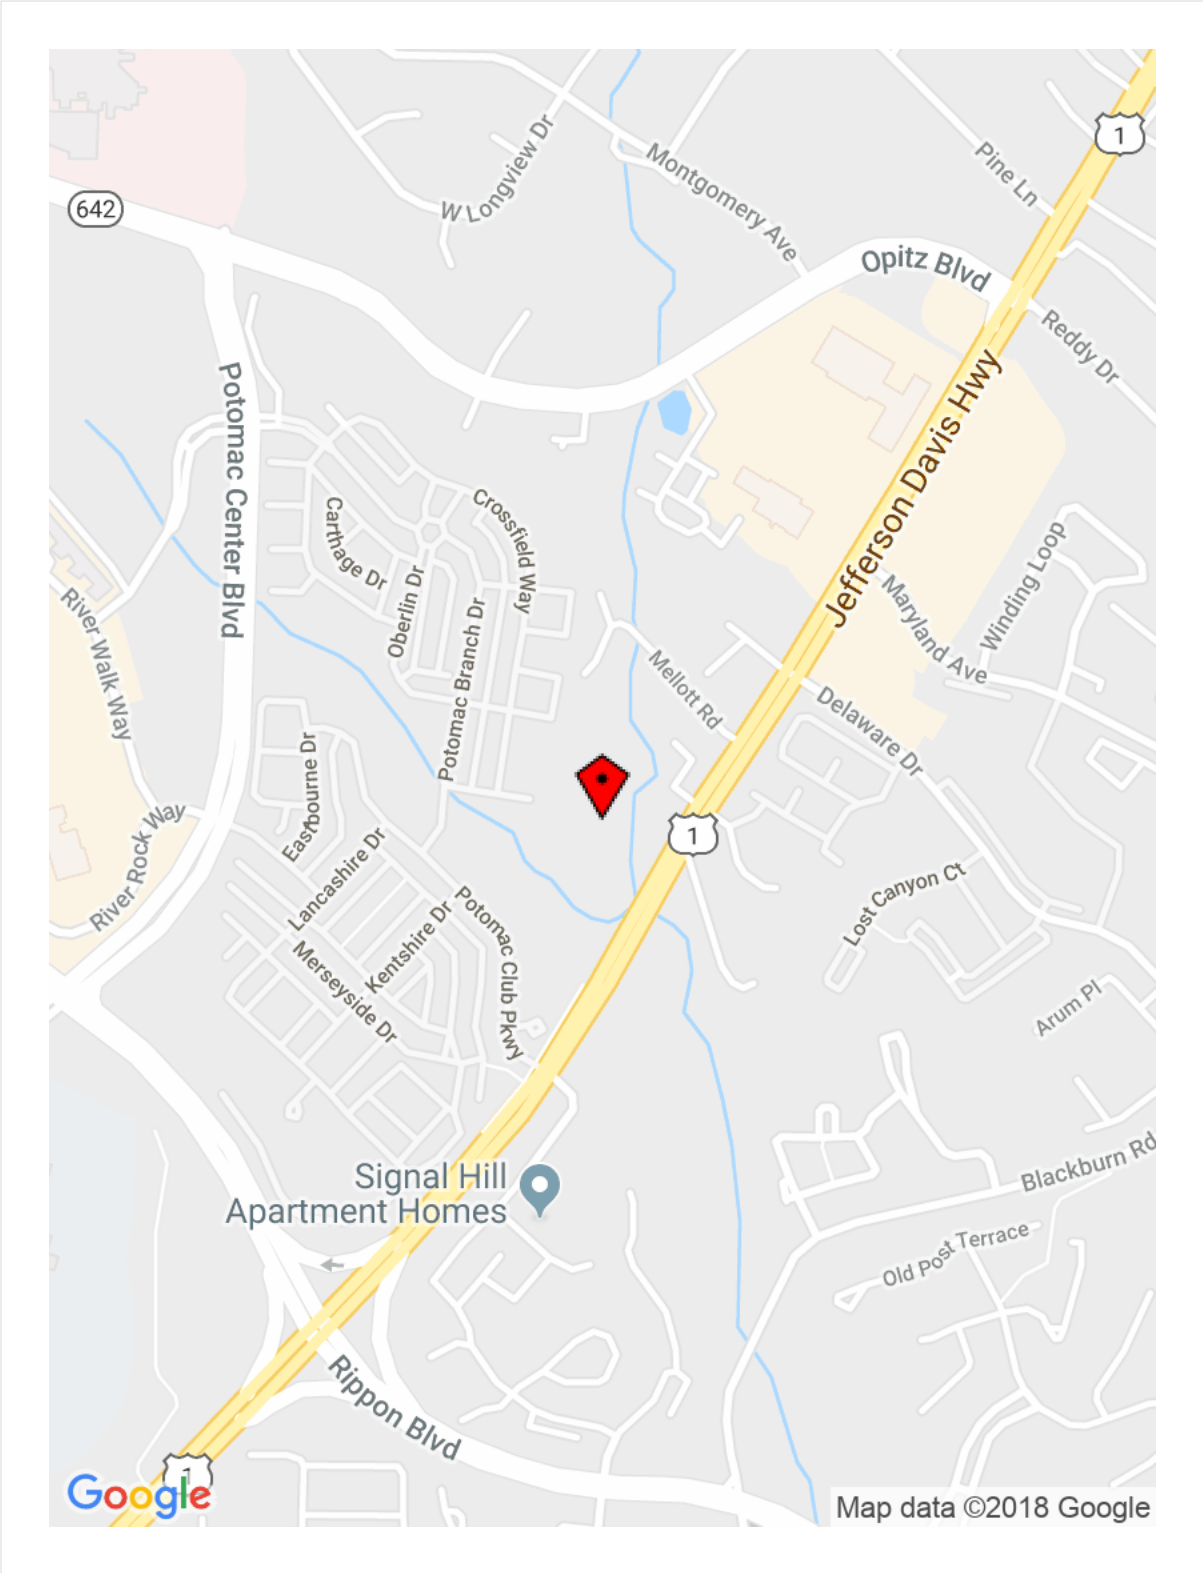 1
Pine Ln
Montgomery Ave
W Longview Dr
642
Opitz Blvd
Reddy Dr
Potomac Center Blvd
Jefferson Davis Hwy
Crossfield Way
Carthage Dr
Oberlin Dr
Potomac Branch Dr
Winding Loop
Maryland Ave
River Walk Way
Mellott Rd
Delaware Dr
Eastbourne Dr
River Rock Way
Lancashire Dr
1
Lost Canyon Ct
Kentshire Dr
Potomac Club Pkwy
Merseyside Dr
Arum Pl
Signal Hill
Apartment Homes
Blackburn Rd
Old Post Terrace
Rippon Blvd
1
Google
Map data ©2018 Google